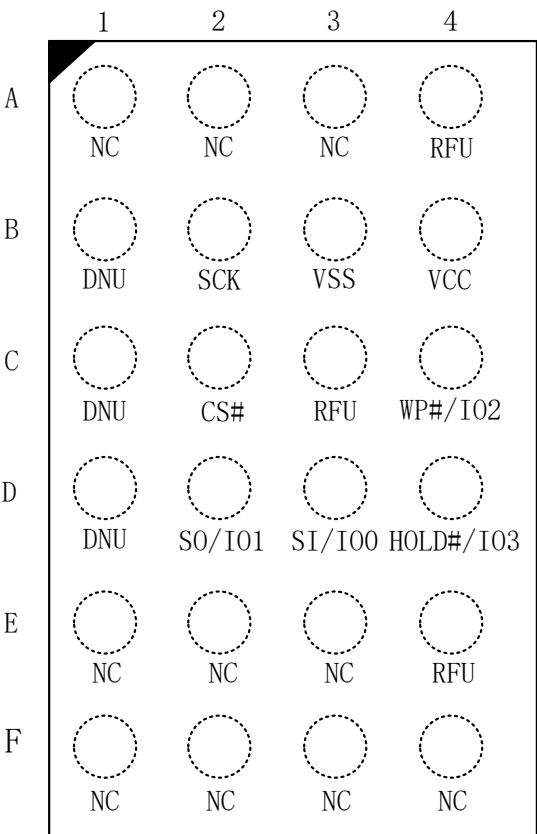 1 2 3 4
A
NC NC NC RFU
B
DNU SCK VSS VCC
C
DNU CS# RFU WP#/IO2
D
DNU SO/IO1 SI/IO0 HOLD#/IO3
E
NC NC NC RFU
F
NC NC NC NC